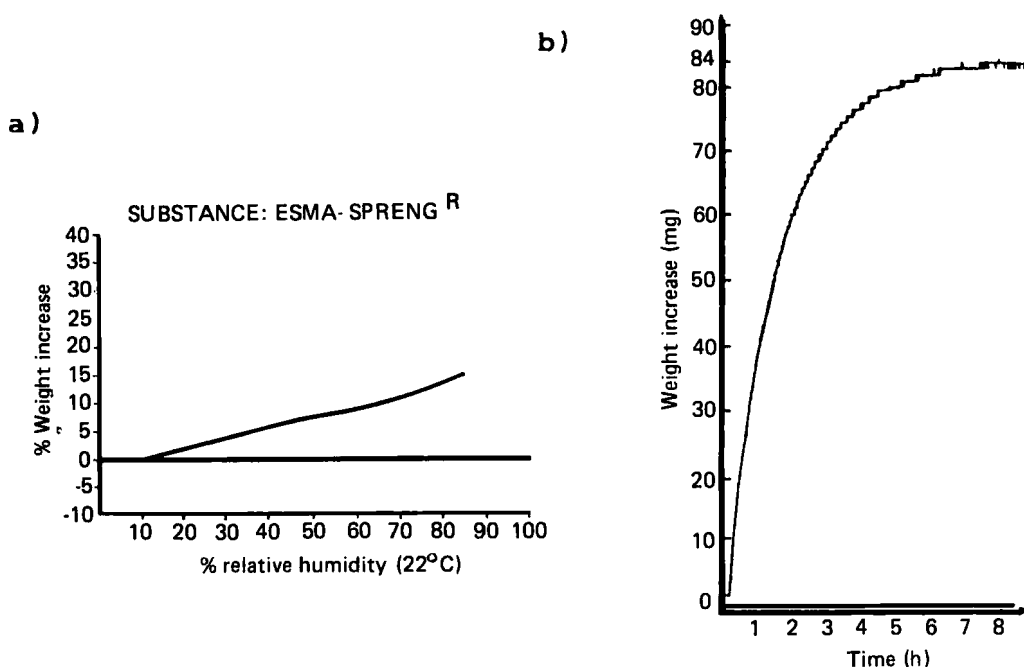 a)
SUBSTANCE: ESMA-SPRENG R
% Weight increase
40
35
30
25
20
15
10
5
0
-5
-10
10 20 30 40 50 60 70 80 90 100
% relative humidity (22°C)
b)
Weight increase (mg)
90
84
80
70
60
50
40
30
20
10
0
1 2 3 4 5 6 7 8
Time (h)